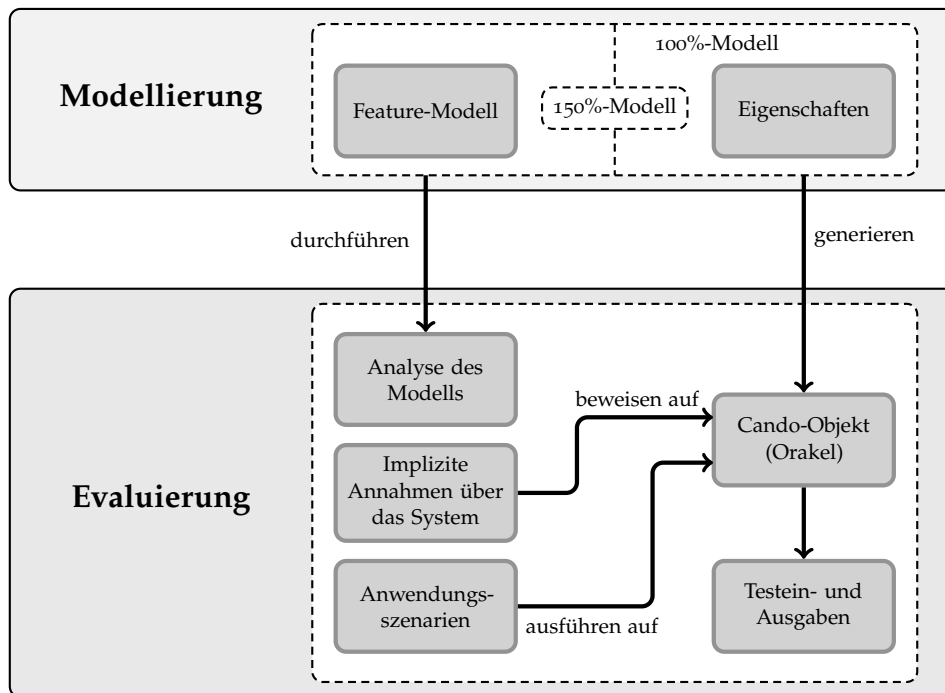 Modellierung
100%-Modell
Feature-Modell
150%-Modell
Eigenschaften
durchführen
generieren
Evaluierung
Analyse des
Modells
beweisen auf
Cando-Objekt
(Orakel)
Implizite
Annahmen über
das System
Anwendungs-
szenarien
ausführen auf
Testein- und
Ausgaben